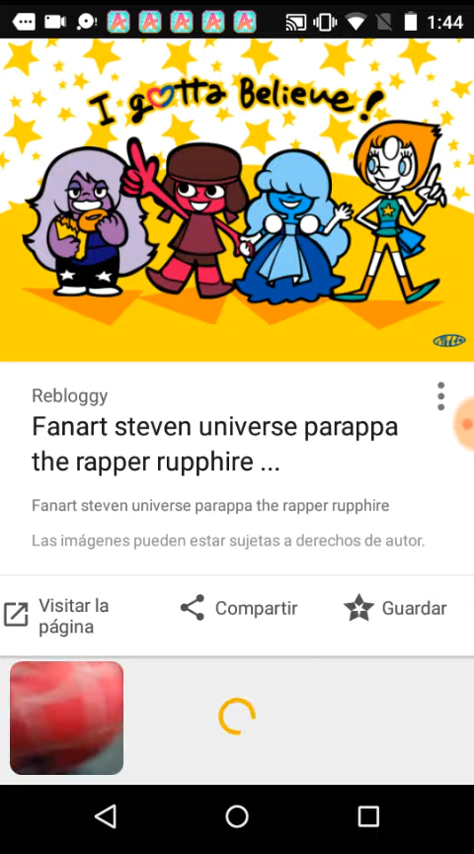 1:44
I gotta Believe!
Rebloggy
Fanart steven universe parappa
the rapper rupphire ...
Fanart steven universe parappa the rapper rupphire
Las imágenes pueden estar sujetas a derechos de autor.
Visitar la
página
Compartir
Guardar